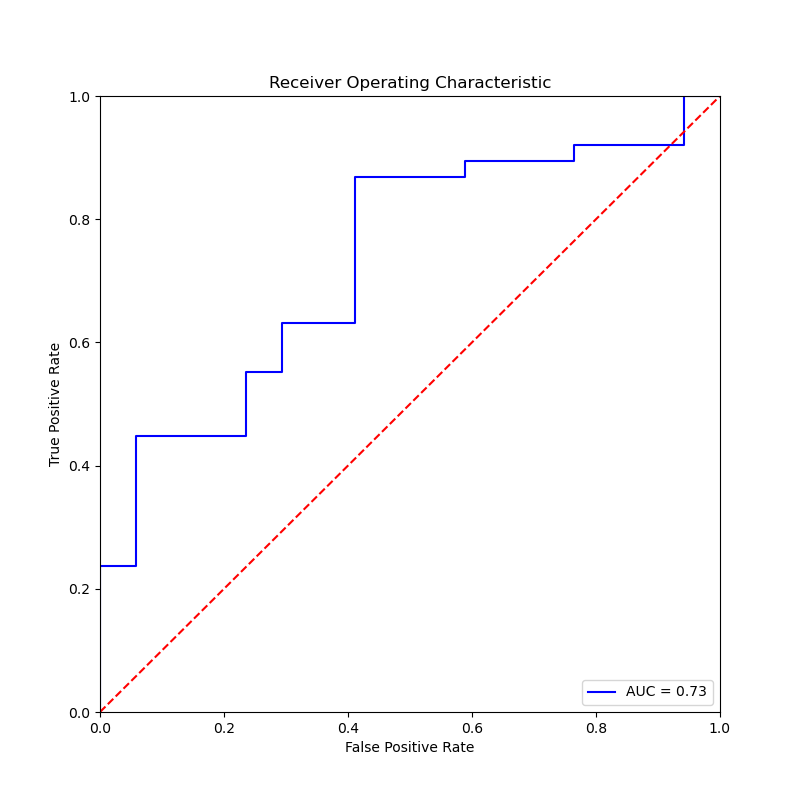 Receiver Operating Characteristic
1.0
0.8
0.6
0.4
0.2
0.0
True Positive Rate
AUC = 0.73
0.0 0.2 0.4 0.6 0.8 1.0
False Positive Rate